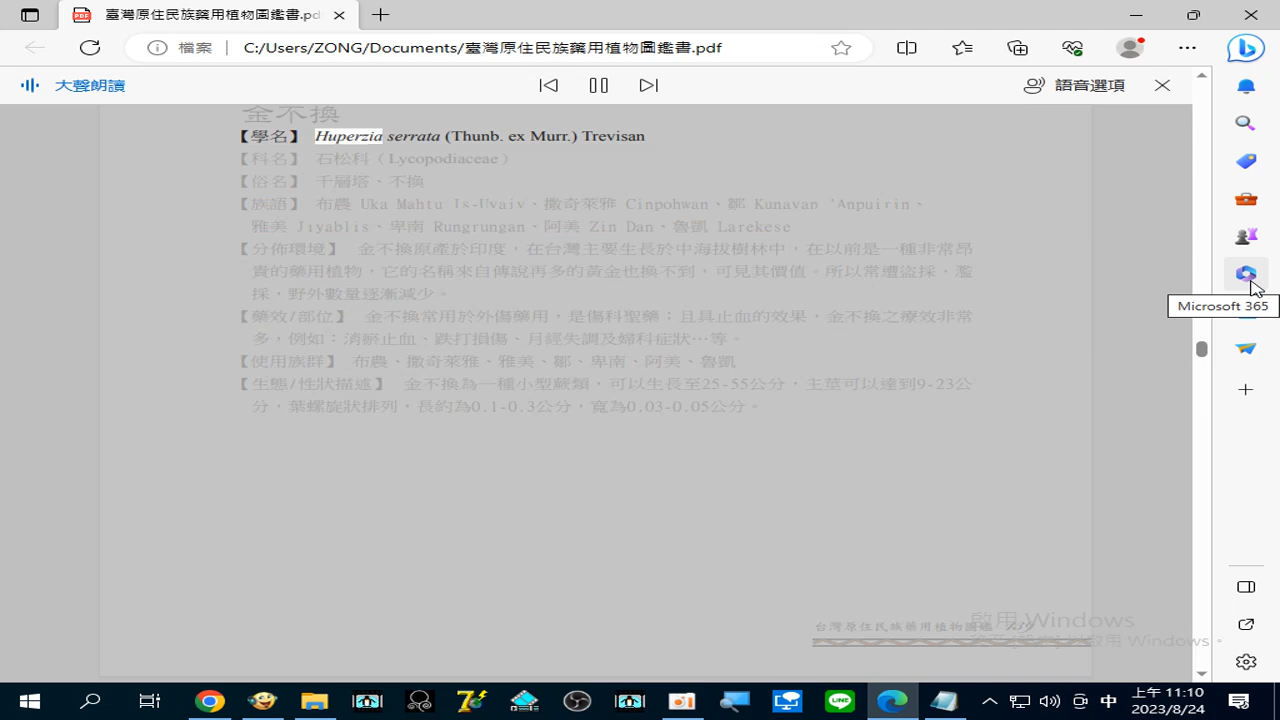 臺灣原住民族藥用植物圖鑑書.pd
檔案 C:/Users/ZONG/Documents/臺灣原住民族藥用植物圖鑑書.pdf
大聲朗讀
語音選項
金不換
【學名】 Huperzia serrata (Thunb. ex Murr.) Trevisan
【科名】 石松科（Lycopodiaceae）
【俗名】 千層塔、不換
【族語】 布農 Uka Mahtu Is-Uvaiv、撒奇萊雅 Cinpohwan、鄒 Kunavan 'Anpuirin、
雅美 Jiyablis、卑南 Rungrungan、阿美 Zin Dan、魯凱 Larekese
【分佈環境】 金不換原產於印度，在台灣主要生長於中海拔樹林中，在以前是一種非常昂
貴的藥用植物，它的名稱來自傳說再多的黃金也換不到，可見其價值。所以常遭盜採，濫
採，野外數量逐漸減少。
【藥效/部位】 金不換常用於外傷藥用，是傷科聖藥；且具止血的效果，金不換之療效非常
多，例如：消瘀止血、跌打損傷、月經失調及婦科症狀…等。
【使用族群】 布農、撒奇萊雅、雅美、鄒、卑南、阿美、魯凱
【生態/性狀描述】 金不換為一種小型蕨類，可以生長至25-55公分，主莖可以達到9-23公
分，葉螺旋狀排列，長約為0.1-0.3公分，寬為0.03-0.05公分。
Microsoft 365
台灣原住民族藥用植物圖鑑
啟用 Windows
啟用 Windows。
中
上午 11:10
2023/8/24